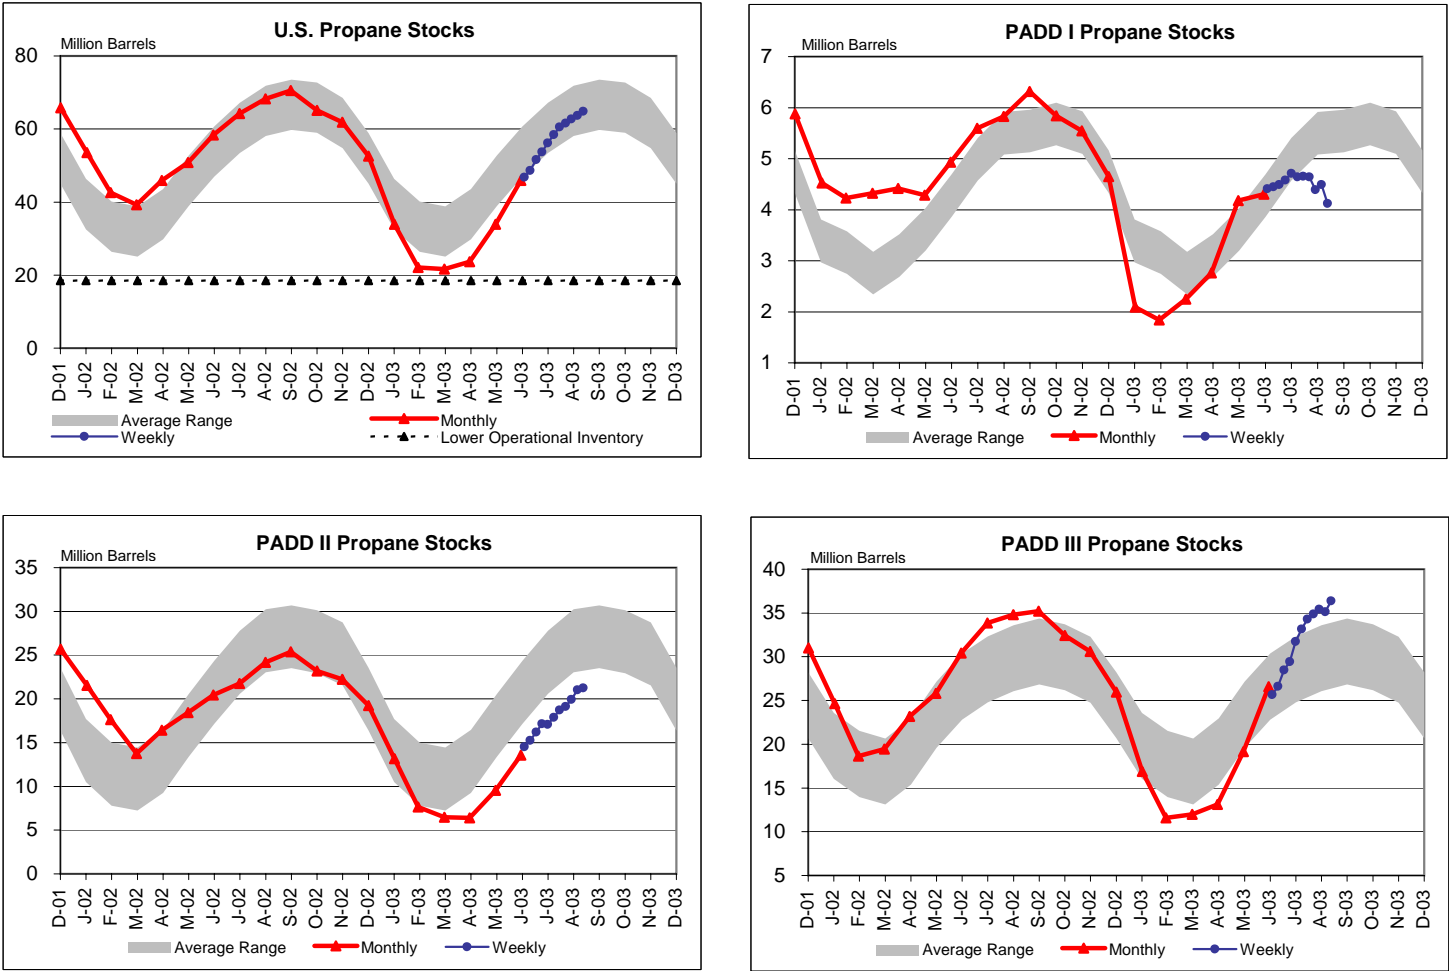 U.S. Propane Stocks
Million Barrels
80
60
40
20
0
D-01 J-02 F-02 M-02 A-02 M-02 J-02 J-02 A-02 S-02 O-02 N-02 D-02 J-03 F-03 M-03 A-03 M-03 J-03 J-03 A-03 S-03 O-03 N-03 D-03
Average Range Monthly
Weekly Lower Operational Inventory
PADD I Propane Stocks
Million Barrels
7
6
5
4
3
2
1
D-01 J-02 F-02 M-02 A-02 M-02 J-02 J-02 A-02 S-02 O-02 N-02 D-02 J-03 F-03 M-03 A-03 M-03 J-03 J-03 A-03 S-03 O-03 N-03 D-03
Average Range Monthly Weekly
PADD II Propane Stocks
Million Barrels
35
30
25
20
15
10
5
0
D-01 J-02 F-02 M-02 A-02 M-02 J-02 J-02 A-02 S-02 O-02 N-02 D-02 J-03 F-03 M-03 A-03 M-03 J-03 J-03 A-03 S-03 O-03 N-03 D-03
Average Range Monthly Weekly
PADD III Propane Stocks
Million Barrels
40
35
30
25
20
15
10
5
D-01 J-02 F-02 M-02 A-02 M-02 J-02 J-02 A-02 S-02 O-02 N-02 D-02 J-03 F-03 M-03 A-03 M-03 J-03 J-03 A-03 S-03 O-03 N-03 D-03
Average Range Monthly Weekly